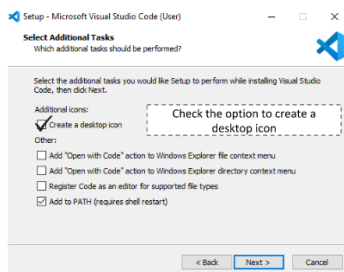 Setup - Microsoft Visual Studio Code (User)
Select Additional Tasks
Which additional tasks should be performed?
Select the additional tasks you would like Setup to perform while installing Visual Studio
Code, then click Next.
Additional icons:
Create a desktop icon
Check the option to create a
desktop icon
Other:
Add "Open with Code" action to Windows Explorer file context menu
Add "Open with Code" action to Windows Explorer directory context menu
Register Code as an editor for supported file types
Add to PATH (requires shell restart)
< Back Next > Cancel